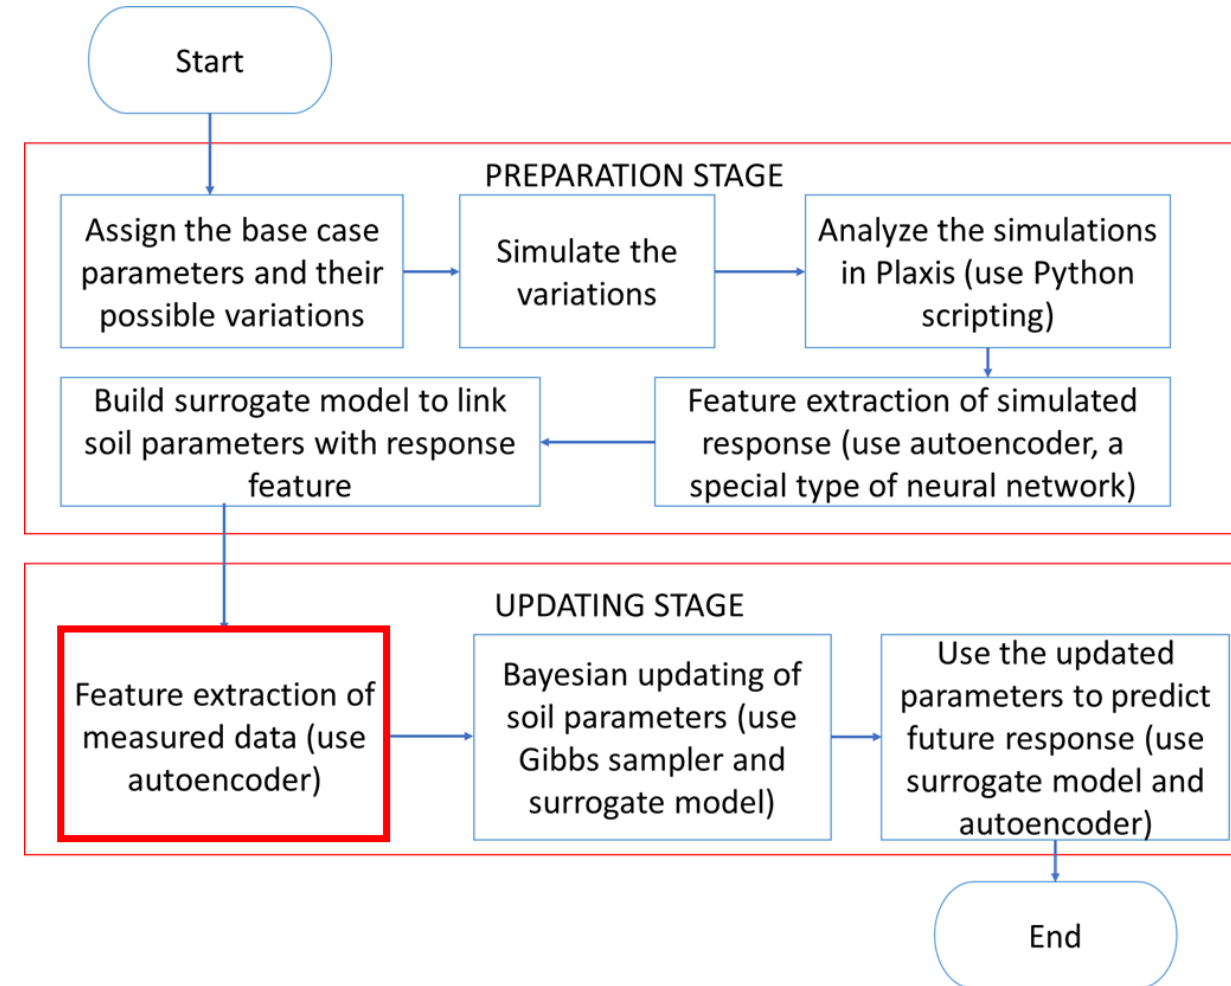 Start
PREPARATION STAGE
Assign the base case
parameters and their
possible variations
Simulate the
variations
Analyze the simulations
in Plaxis (use Python
scripting)
Feature extraction of simulated
response (use autoencoder, a
special type of neural network)
Build surrogate model to link
soil parameters with response
feature
UPDATING STAGE
Feature extraction of
measured data (use
autoencoder)
Bayesian updating of
soil parameters (use
Gibbs sampler and
surrogate model)
Use the updated
parameters to predict
future response (use
surrogate model and
autoencoder)
End